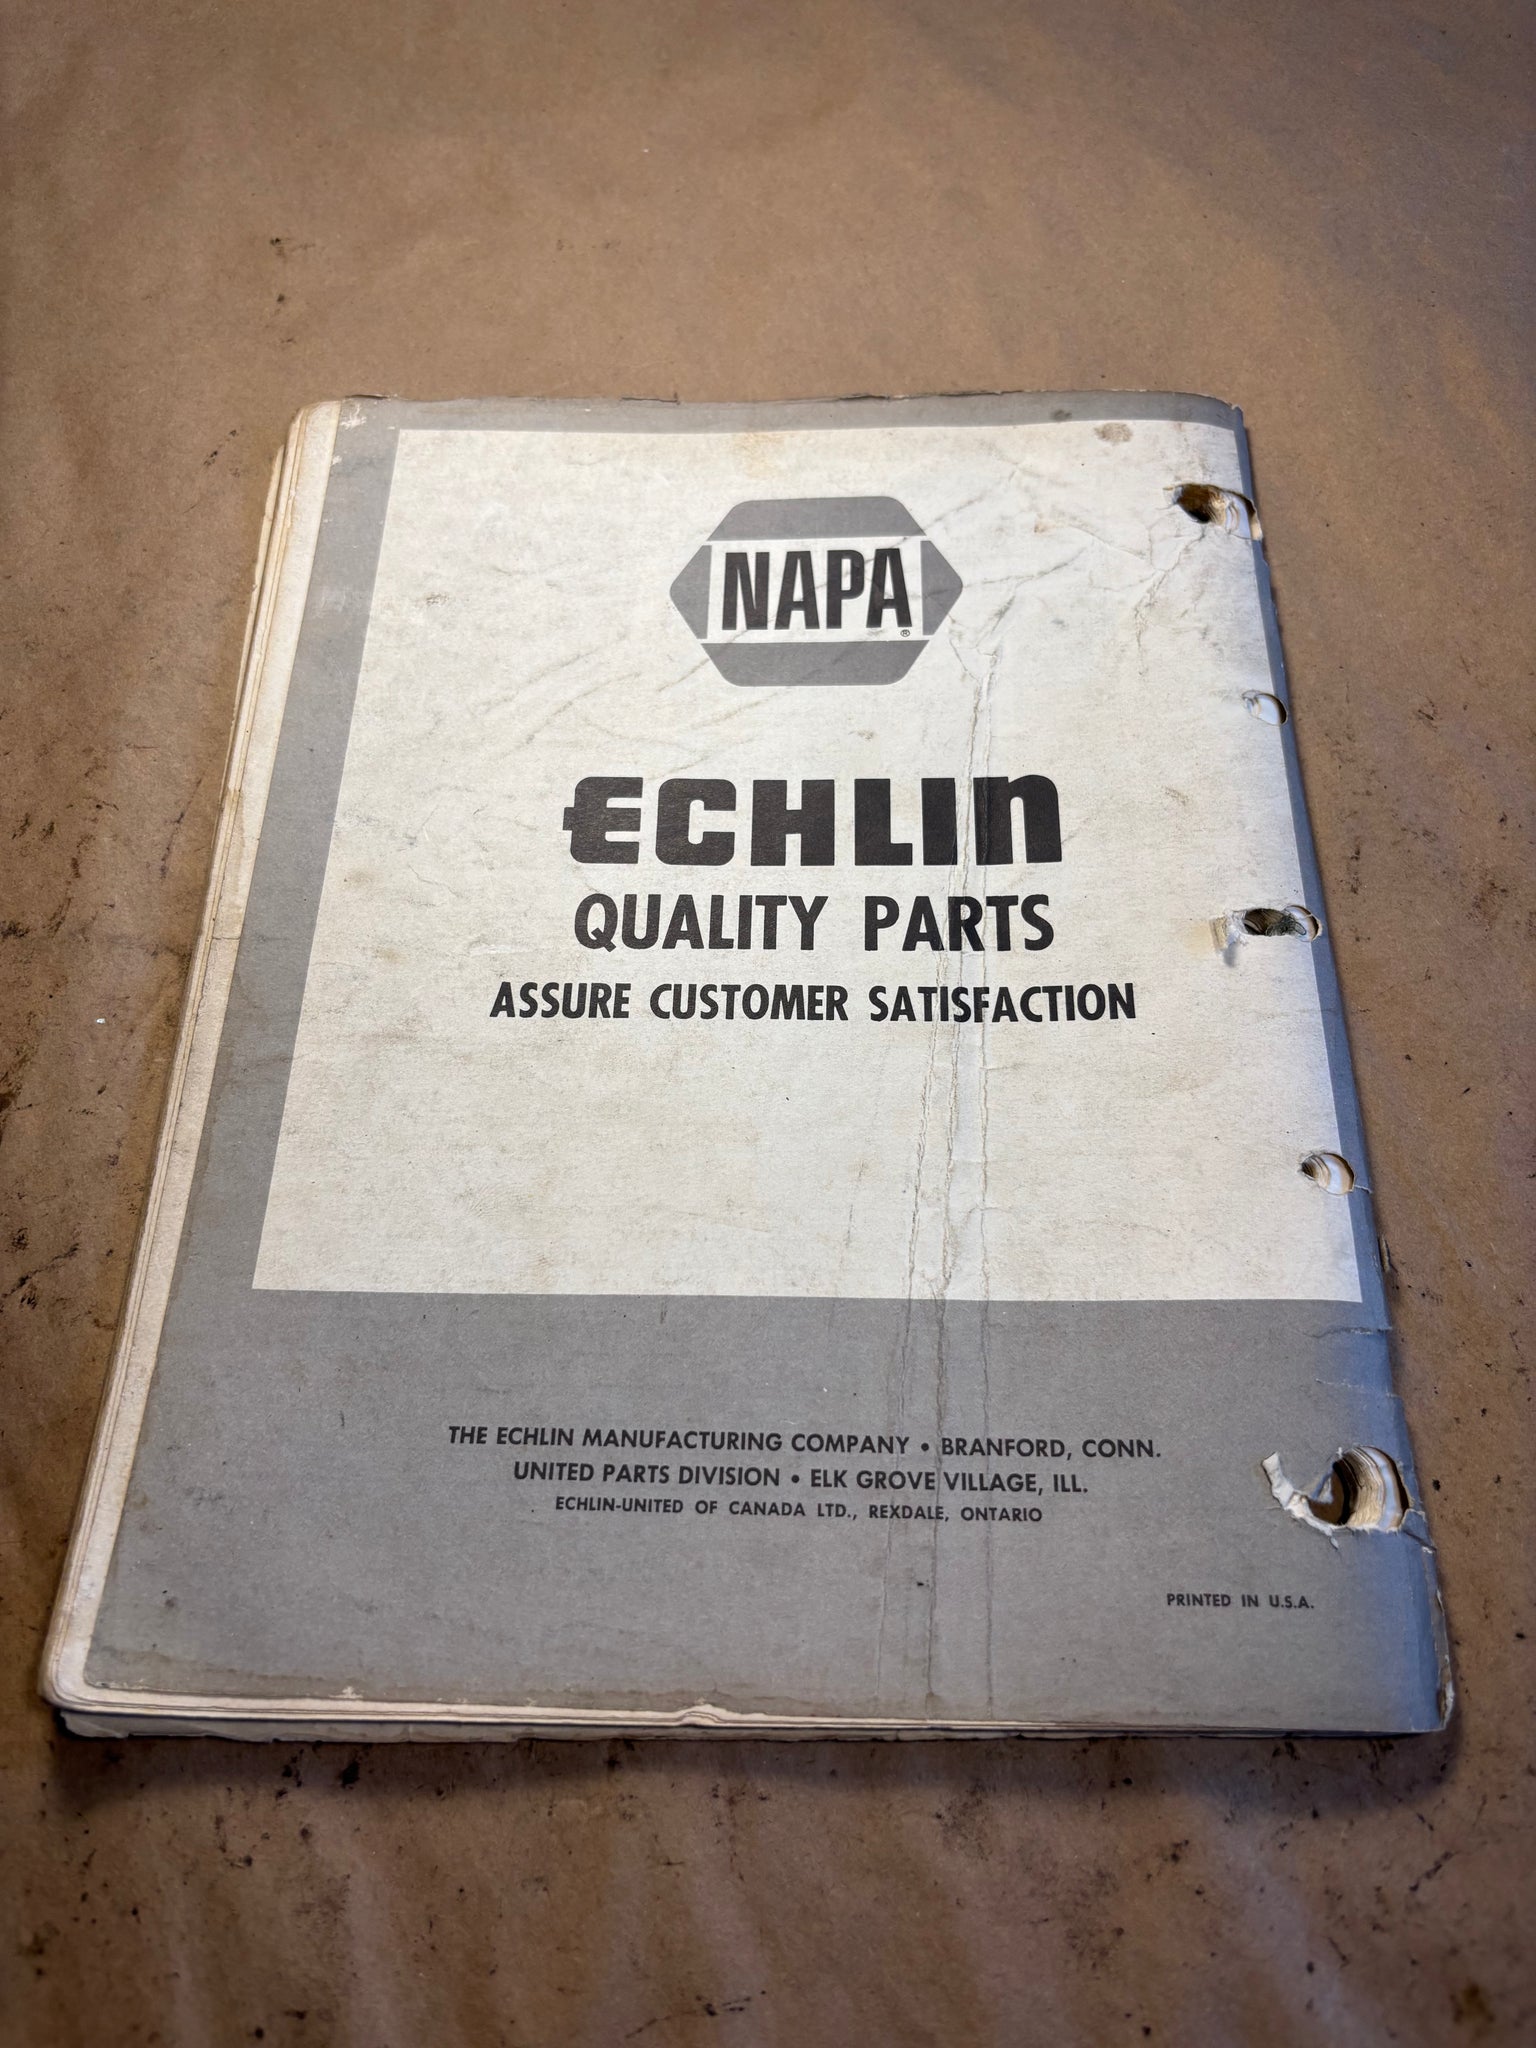 NAPA®
ECHLIN
QUALITY PARTS
ASSURE CUSTOMER SATISFACTION
THE ECHLIN MANUFACTURING COMPANY • BRANFORD, CONN.
UNITED PARTS DIVISION • ELK GROVE VILLAGE, ILL.
ECHLIN-UNITED OF CANADA LTD., REXDALE, ONTARIO
PRINTED IN U.S.A.